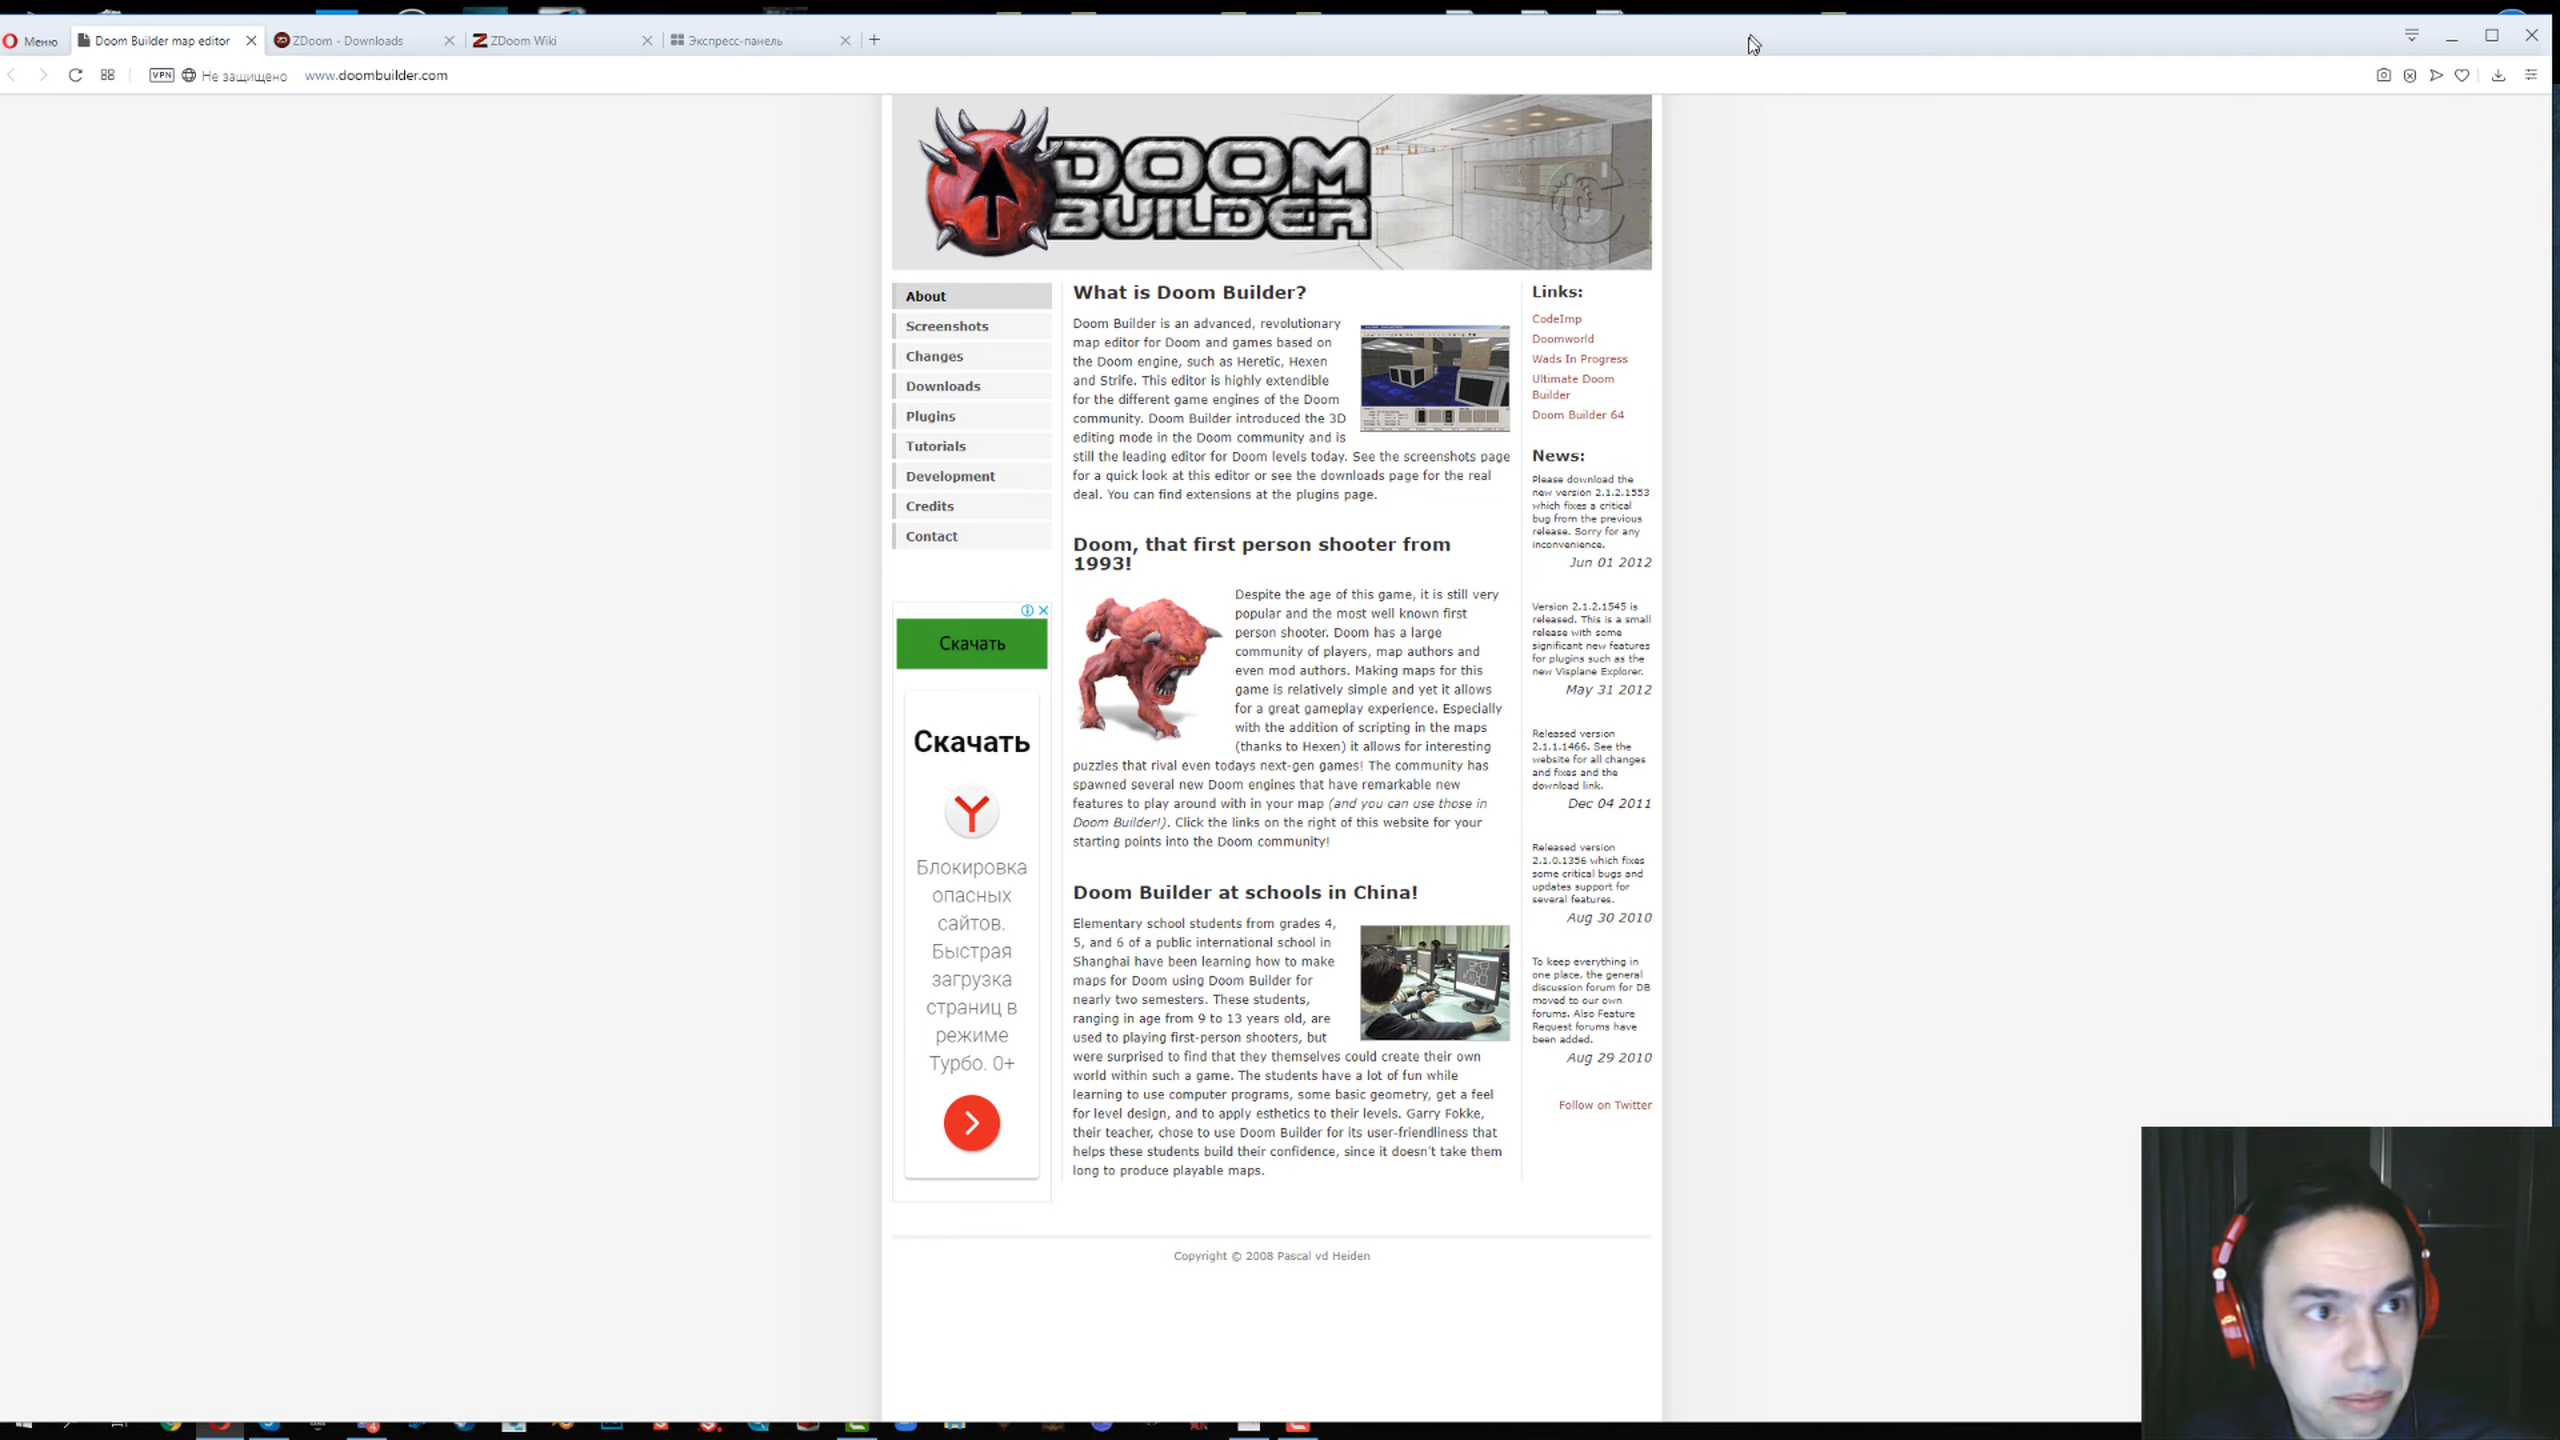 Меню
Doom Builder map editor
ZDoom - Downloads
ZDoom Wiki
Экспресс-панель
VPN
Не защищено
www.doombuilder.com
DOOM
BUILDER
About
Screenshots
Changes
Downloads
Plugins
Tutorials
Development
Credits
Contact
Скачать
Скачать
Блокировка
опасных
сайтов.
Быстрая
загрузка
страниц в
режиме
Турбо. 0+
What is Doom Builder?
Doom Builder is an advanced, revolutionary
map editor for Doom and games based on
the Doom engine, such as Heretic, Hexen
and Strife. This editor is highly extendible
for the different game engines of the Doom
community. Doom Builder introduced the 3D
editing mode in the Doom community and is
still the leading editor for Doom levels today. See the screenshots page
for a quick look at this editor or see the downloads page for the real
deal. You can find extensions at the plugins page.
Doom, that first person shooter from
1993!
Despite the age of this game, it is still very
popular and the most well known first
person shooter. Doom has a large
community of players, map authors and
even mod authors. Making maps for this
game is relatively simple and yet it allows
for a great gameplay experience. Especially
with the addition of scripting in the maps
(thanks to Hexen) it allows for interesting
puzzles that rival even todays next-gen games! The community has
spawned several new Doom engines that have remarkable new
features to play around with in your map (and you can use those in
Doom Builder!). Click the links on the right of this website for your
starting points into the Doom community!
Doom Builder at schools in China!
Elementary school students from grades 4,
5, and 6 of a public international school in
Shanghai have been learning how to make
maps for Doom using Doom Builder for
nearly two semesters. These students,
ranging in age from 9 to 13 years old, are
used to playing first-person shooters, but
were surprised to find that they themselves could create their own
world within such a game. The students have a lot of fun while
learning to use computer programs, some basic geometry, get a feel
for level design, and to apply esthetics to their levels. Garry Fokke,
their teacher, chose to use Doom Builder for its user-friendliness that
helps these students build their confidence, since it doesn't take them
long to produce playable maps.
Links:
CodeImp
Doomworld
Wads In Progress
Ultimate Doom
Builder
Doom Builder 64
News:
Please download the
new version 2.1.2.1553
which fixes a critical
bug from the previous
release. Sorry for any
inconvenience.
Jun 01 2012
Version 2.1.2.1545 is
released. This is a small
release with some
significant new features
for plugins such as the
new Visplane Explorer.
May 31 2012
Released version
2.1.1.1466. See the
website for all changes
and fixes and the
download link.
Dec 04 2011
Released version
2.1.0.1356 which fixes
some critical bugs and
updates support for
several features.
Aug 30 2010
To keep everything in
one place, the general
discussion forum for DB
moved to our own
forums. Also Feature
Request forums have
been added.
Aug 29 2010
Follow on Twitter
Copyright © 2008 Pascal vd Heiden